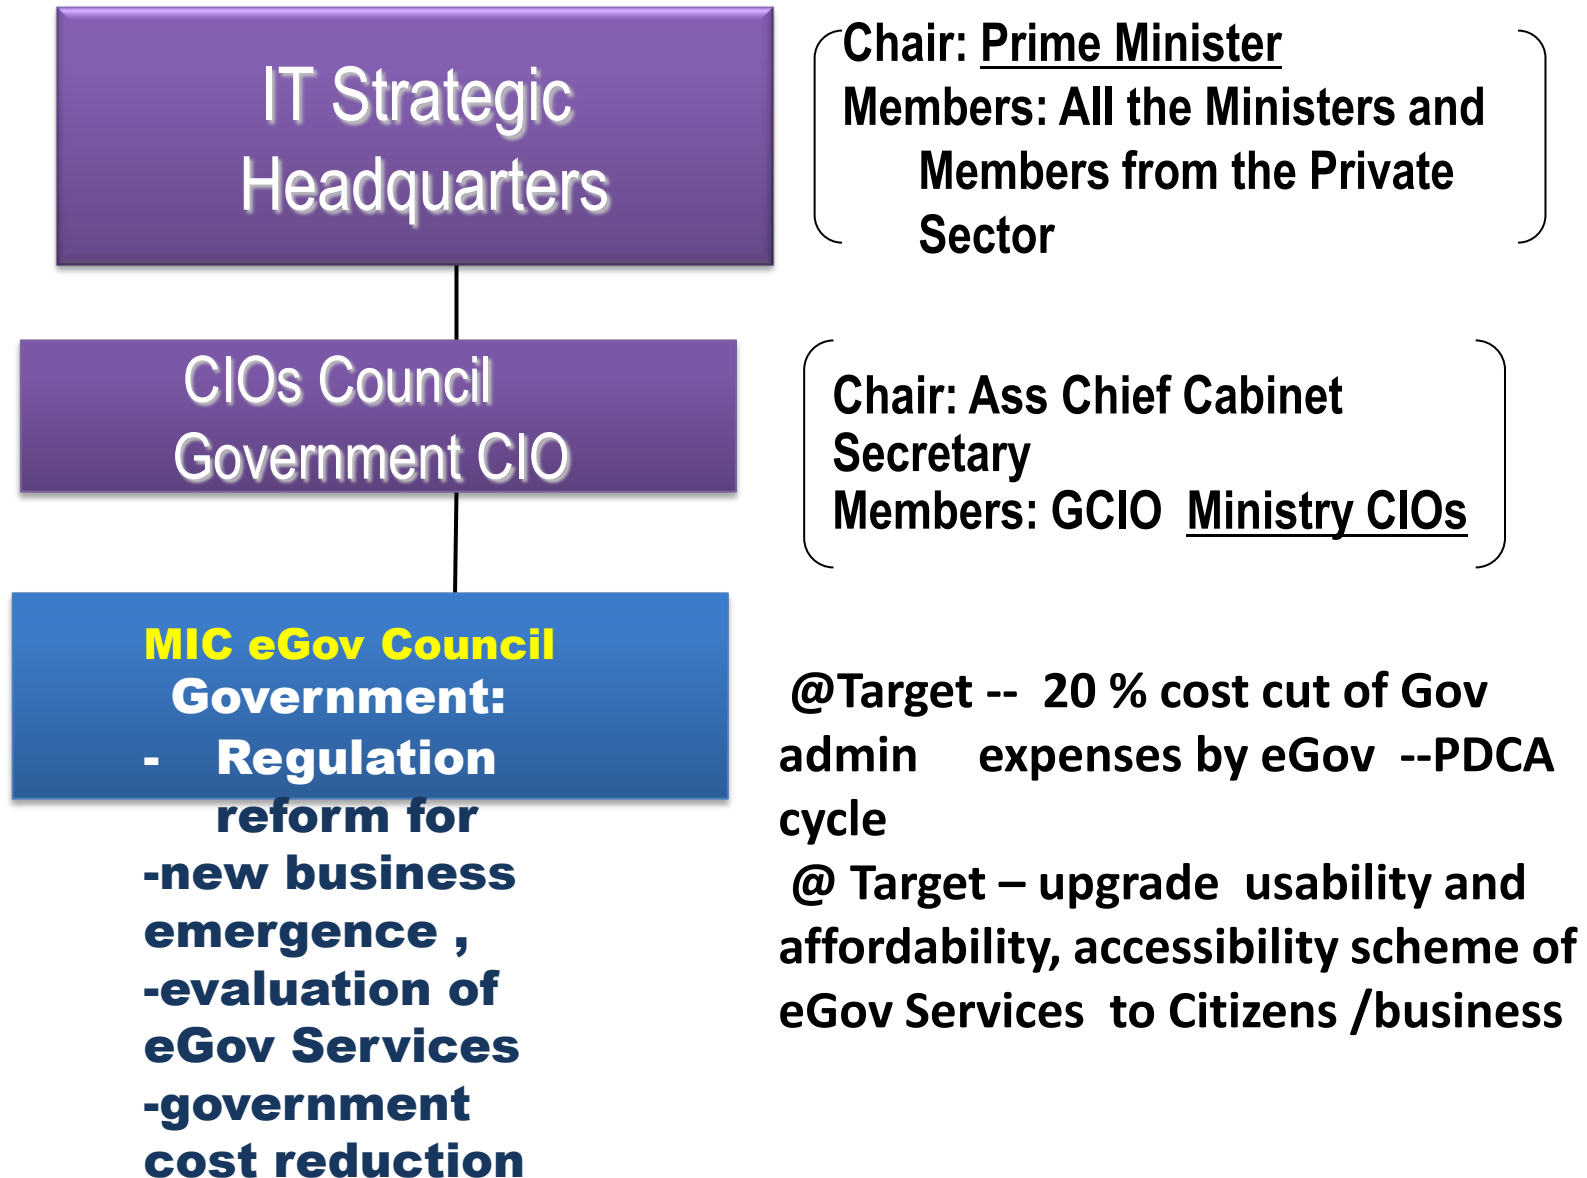 IT Strategic
Headquarters
Chair: Prime Minister
Members: All the Ministers and
Members from the Private
Sector
CIOs Council
Government CIO
Chair: Ass Chief Cabinet
Secretary
Members: GCIO  Ministry CIOs
MIC eGov Council
Government:
- Regulation
reform for
-new business
emergence ,
-evaluation of
eGov Services
-government
cost reduction
@Target --  20 % cost cut of Gov
admin    expenses by eGov  --PDCA
cycle
@ Target – upgrade  usability and
affordability, accessibility scheme of
eGov Services  to Citizens /business